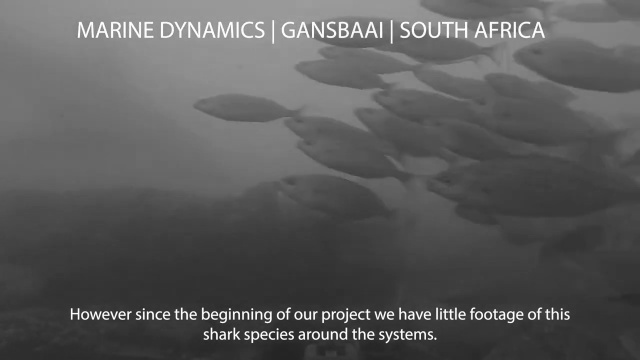 MARINE DYNAMICS | GANSBAAI | SOUTH AFRICA
However since the beginning of our project we have little footage of this
shark species around the systems.